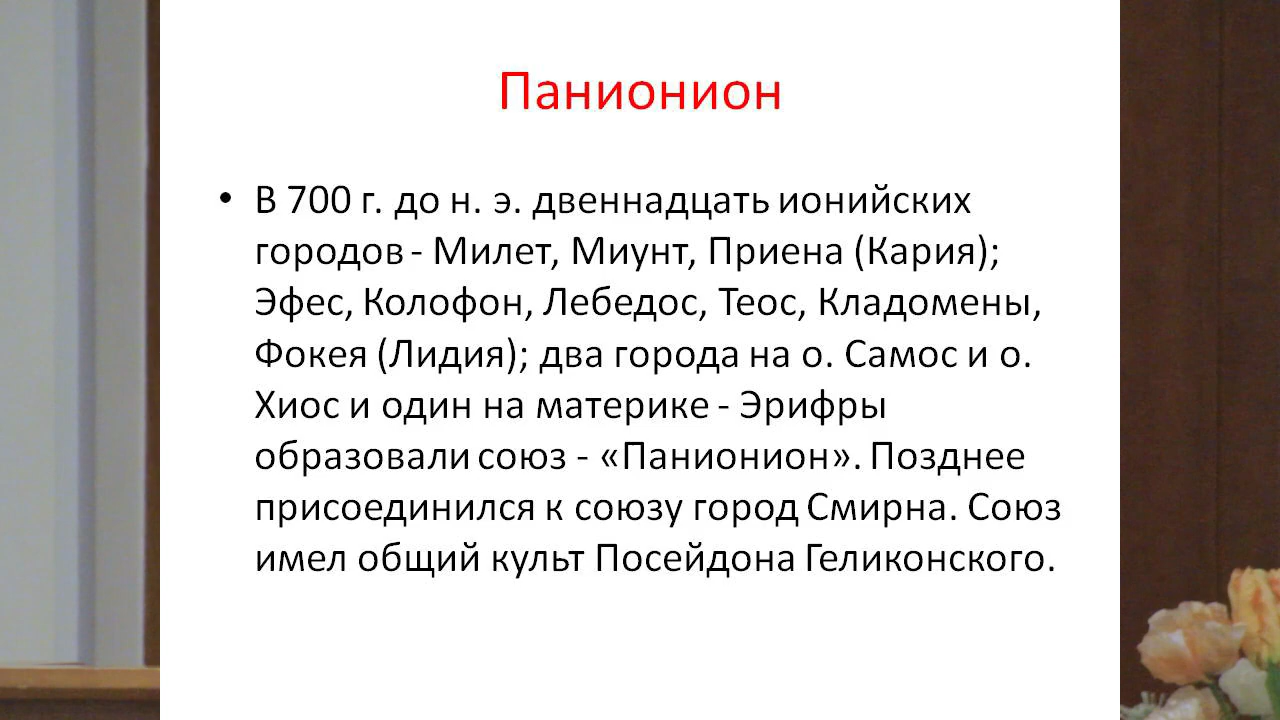 Панионион
• В 700 г. до н. э. двеннадцать ионийских
городов - Милет, Миунт, Приена (Кария);
Эфес, Колофон, Лебедос, Теос, Кладомены,
Фокея (Лидия); два города на о. Самос и о.
Хиос и один на материке - Эрифры
образовали союз - «Панионион». Позднее
присоединился к союзу город Смирна. Союз
имел общий культ Посейдона Геликонского.